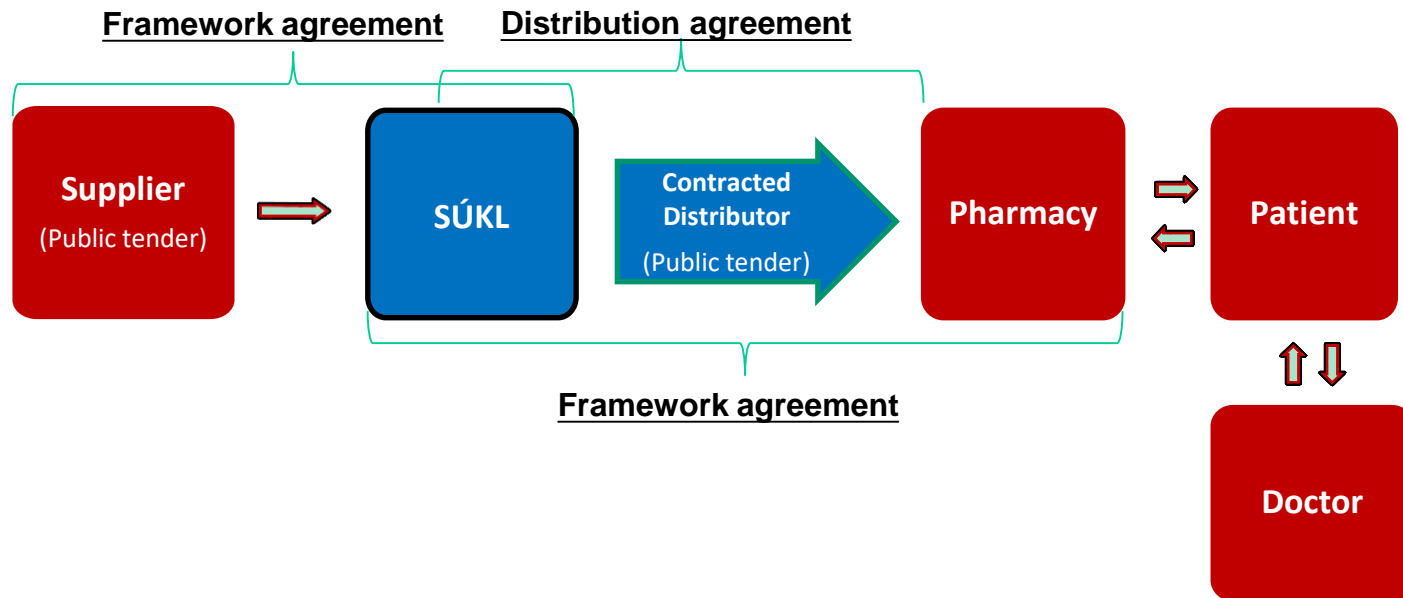 Framework agreement
Distribution agreement
Supplier
(Public tender)
SÚKL
Contracted
Distributor
(Public tender)
Pharmacy
Patient
Framework agreement
Doctor